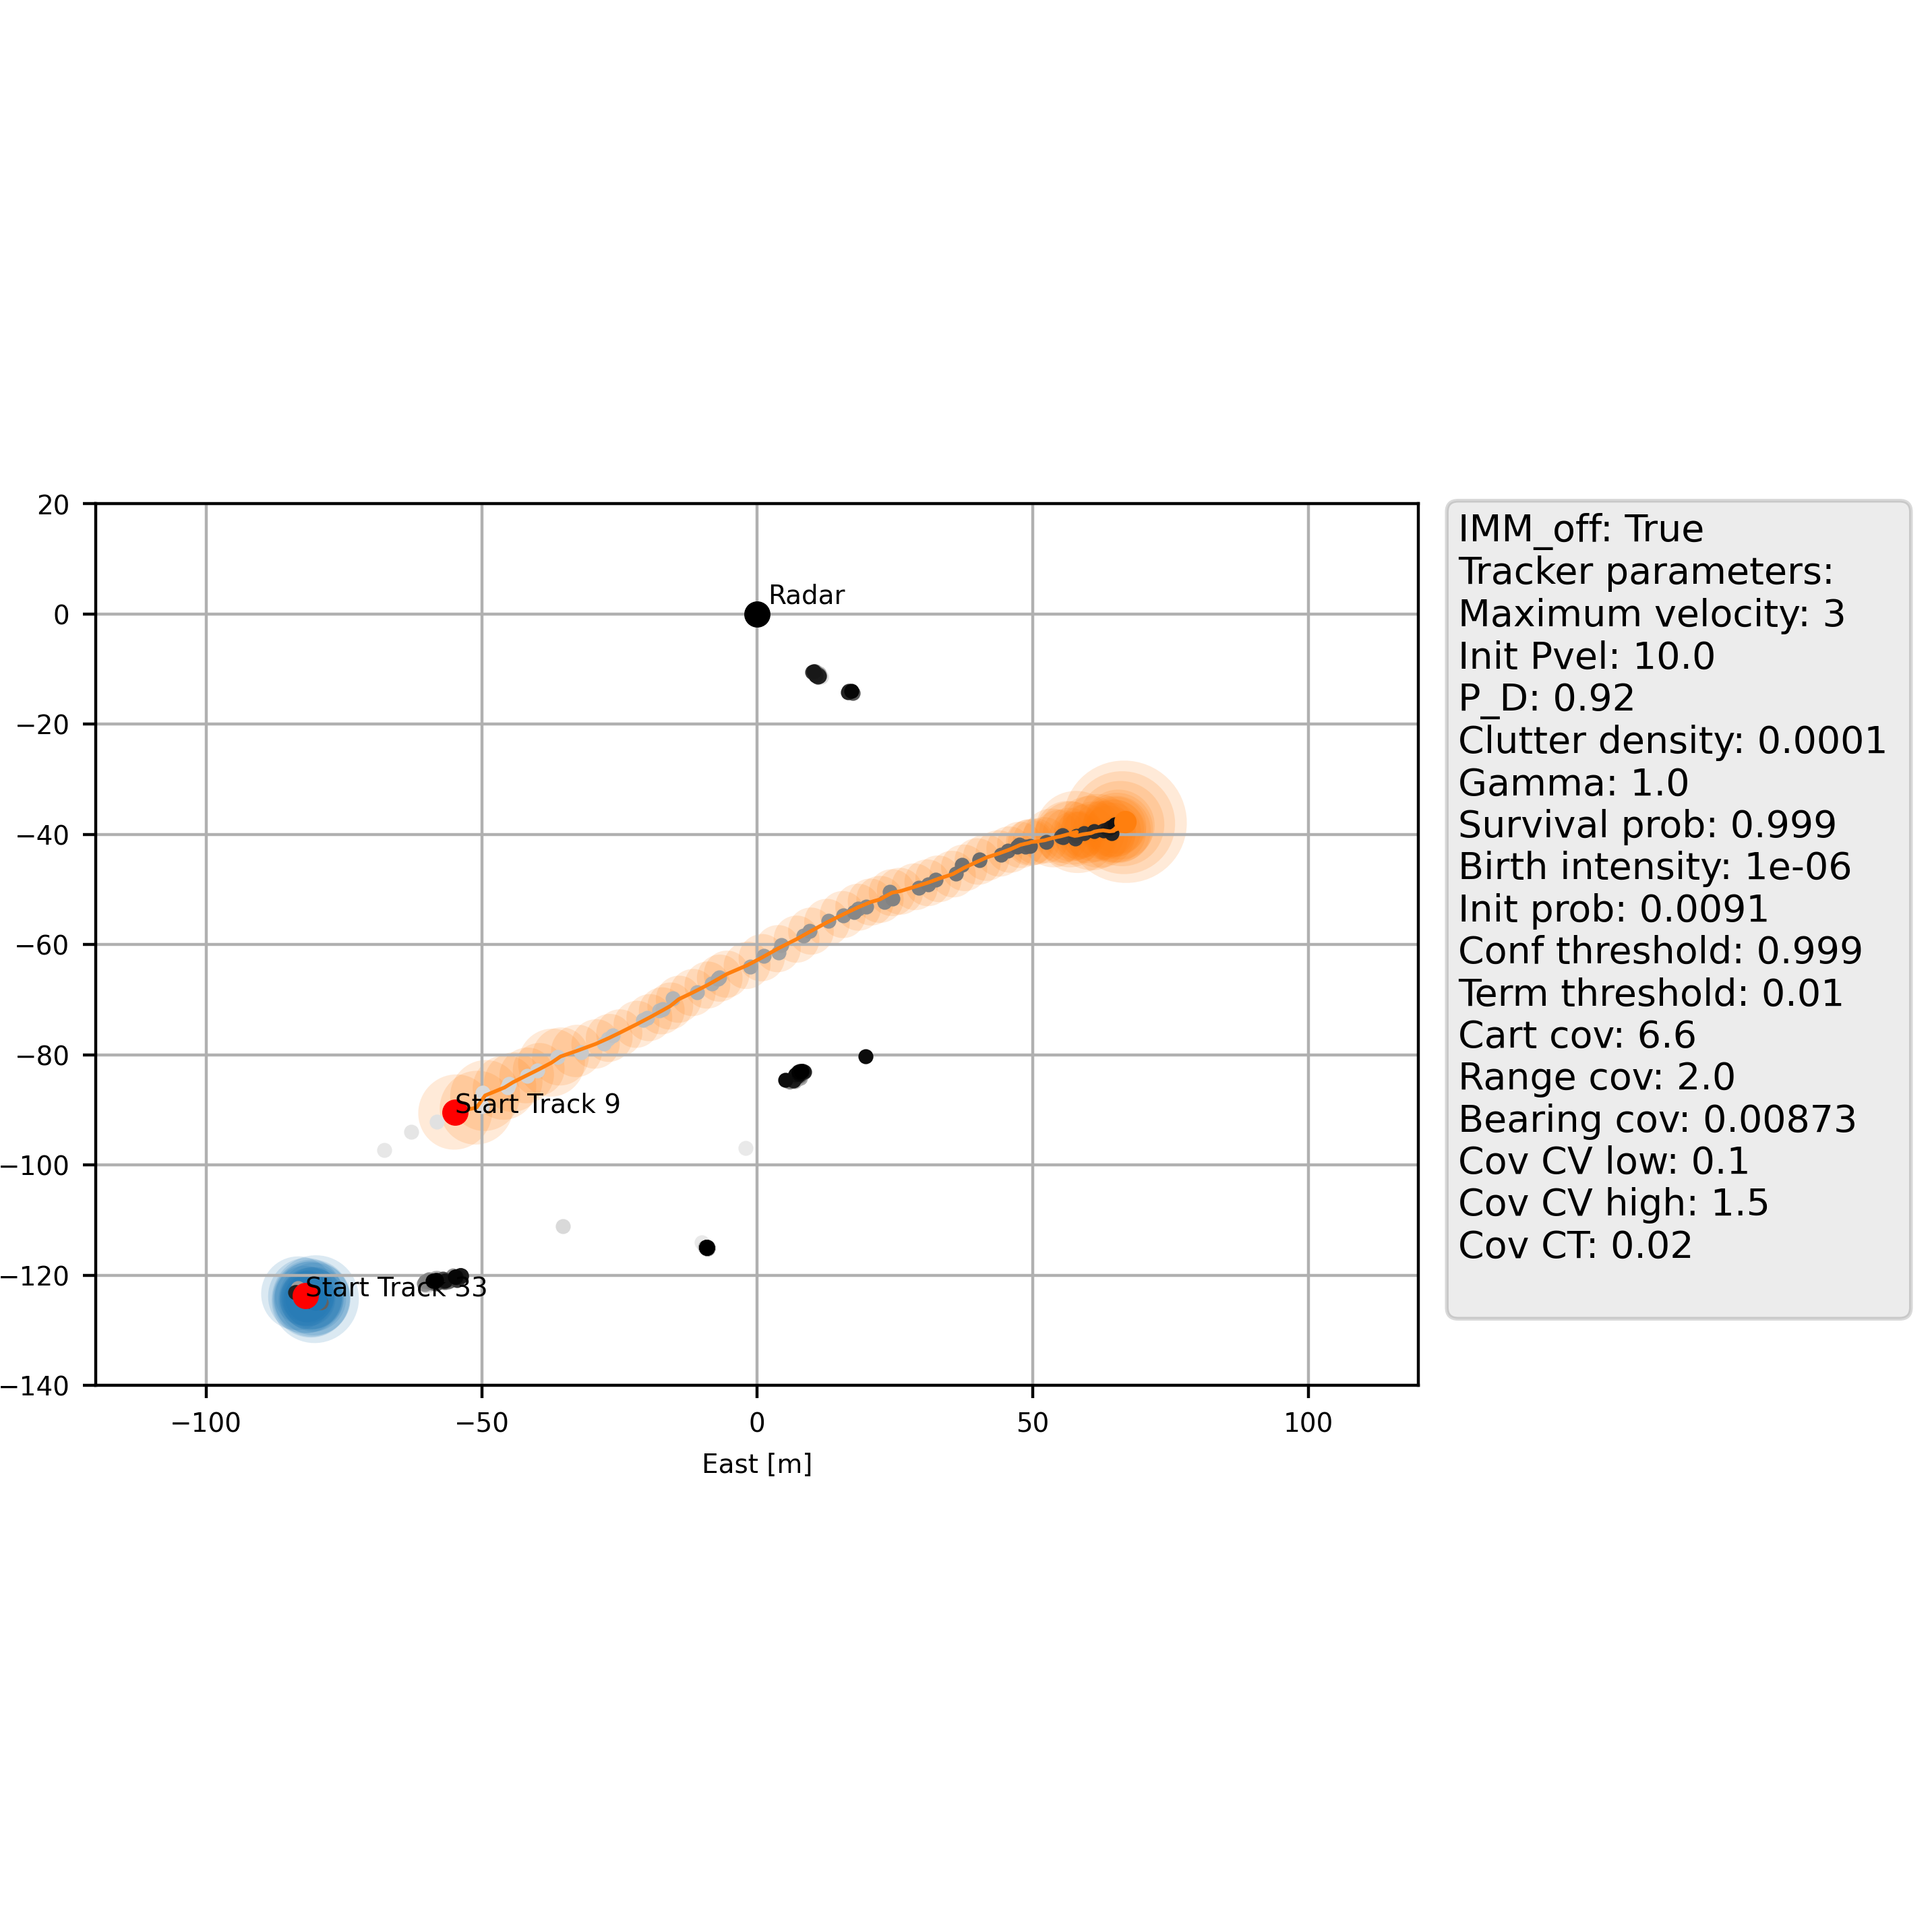 20
0
−20
−40
−60
−80
−100
−120
−140
−100
−50
0
50
100
East [m]
Radar
Start Track 9
Start Track 33
IMM_off: True
Tracker parameters:
Maximum velocity: 3
Init Pvel: 10.0
P_D: 0.92
Clutter density: 0.0001
Gamma: 1.0
Survival prob: 0.999
Birth intensity: 1e-06
Init prob: 0.0091
Conf threshold: 0.999
Term threshold: 0.01
Cart cov: 6.6
Range cov: 2.0
Bearing cov: 0.00873
Cov CV low: 0.1
Cov CV high: 1.5
Cov CT: 0.02